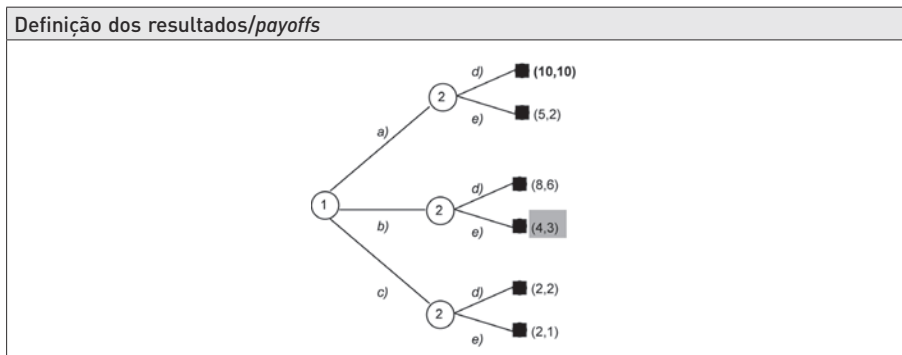 Definição dos resultados/payoffs
d)
(10,10)
2
e)
(5,2)
a)
d)
(8,6)
1
2
b)
e)
(4,3)
c)
d)
(2,2)
2
e)
(2,1)